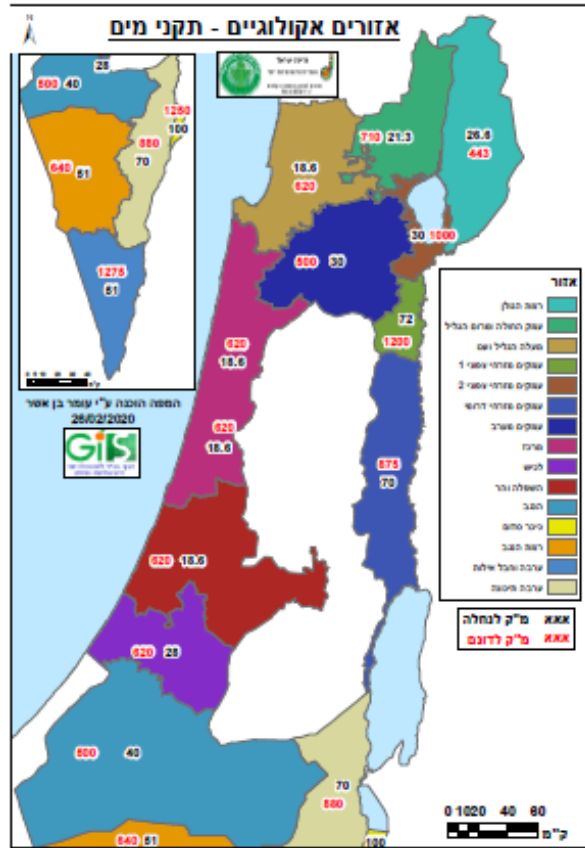 אזורים אקולוגיים - תקני מים
28
500 40
1250
100
880
70
640 51
1275
51
ק"מ
המפה הוכנה ע"י עומר בן אשר
26/02/2020
GIS
710 21.3
26.6
443
18.6
620
30 1000
500 30
72
1200
620
18.6
620
18.6
875
70
620 18.6
620 28
500 40
70
880
640 51
100
אזור
רמת הגולן
עמק החולה ומרום הגליל
מעלה הגליל ועם
עמקים מזרחי צפוני 1
עמקים מזרחי צפוני 2
עמקים מזרחי דרומי
עמקים מערב
מרכז
לכיש
השפלה וההר
הנגב
כיכר סדום
רמת הנגב
ערבה וחבל אילות
ערבה תיכונה
אאא מ"ק לנחלה
אאא מ"ק לדונם
0 10 20 40 60
ק"מ